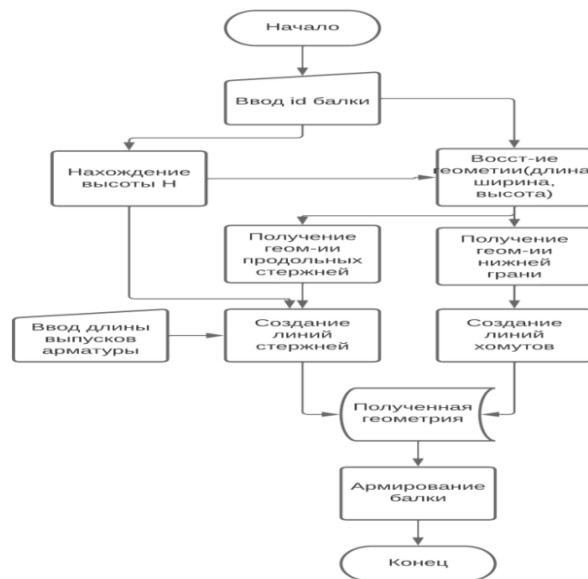 Начало
Ввод id балки
Нахождение
высоты H
Восст-ие
геометии(длина,
ширина,
высота)
Получение
геом-ии
продольных
стержней
Получение
геом-ии
нижней
грани
Ввод длины
выпусков
арматуры
Создание
линий
стержней
Создание
линий
хомутов
Полученная
геометрия
Армирование
балки
Конец